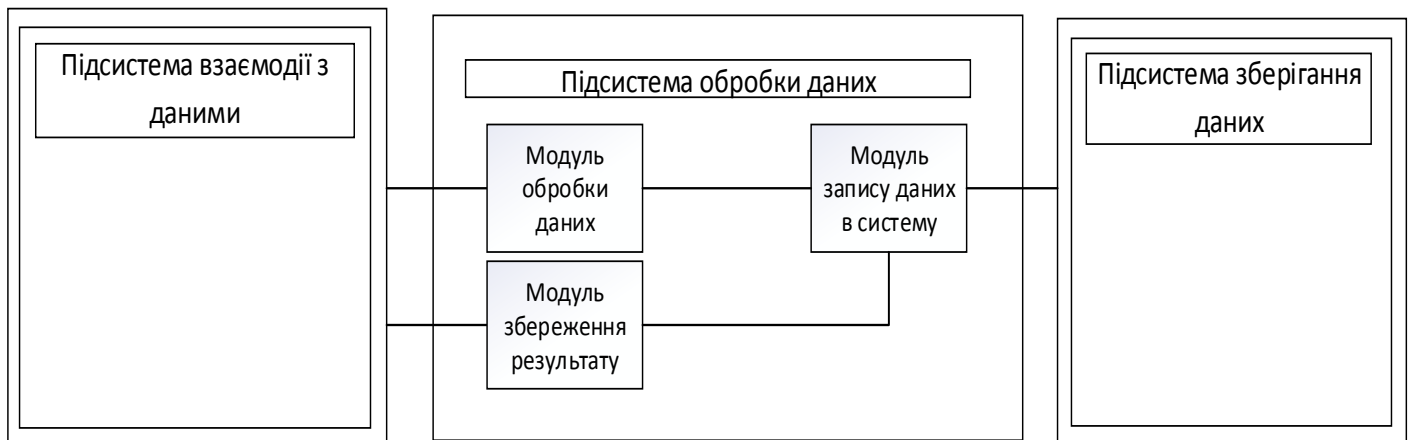 Підсистема взаємодії з
даними
Підсистема обробки даних
Модуль
обробки
даних
Модуль
запису даних
в систему
Модуль
збереження
результату
Підсистема зберігання
даних